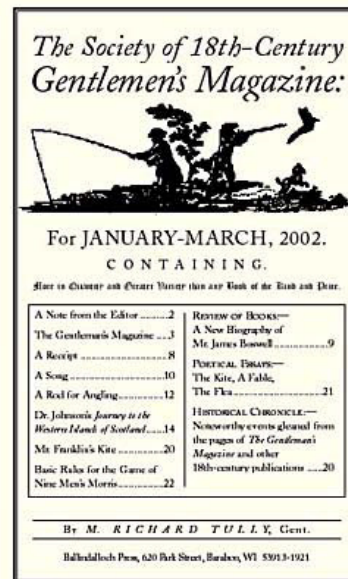 The Society of 18th-Century
Gentlemen's Magazine:
For JANUARY-MARCH, 2002.
CONTAINING.
More in Quantity and Greater Variety than any Book of the Kind and Price.
A Note from the Editor ..........2
The Gentleman's Magazine .....3
A Receipt ..............................8
A Song ................................10
A Rod for Angling ................12
Dr. Johnson's Journey to the
Western Islands of Scotland ......14
Mr. Franklin's Kite ................20
Basic Rules for the Game of
Nine Men's Morris ................22
REVIEW OF BOOKS:—
A New Biography of
Mr. James Boswell ..................9
POETICAL ESSAYS:—
The Kite, A Fable,
The Flea ................................21
HISTORICAL CHRONICLE:—
Noteworthy events gleaned from
the pages of The Gentleman's
Magazine and other
18th-century publications ....20
By M. RICHARD TULLY, Gent.
Ballindalloch Press, 620 Park Street, Baraboo, WI 53913-1921